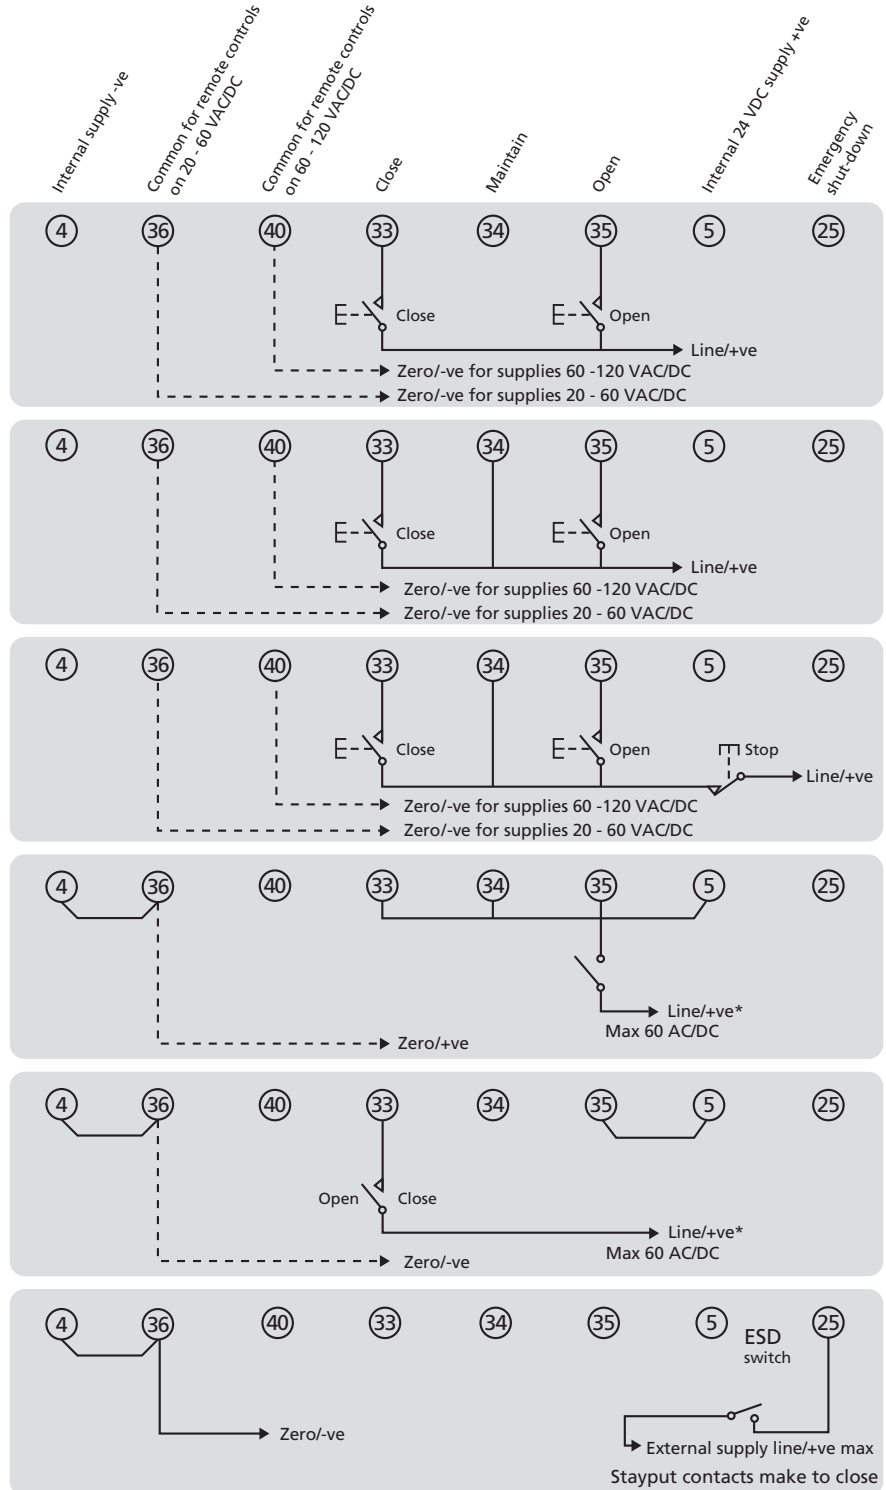 Internal supply -ve
Common for remote controls
on 20 - 60 VAC/DC
Common for remote controls
on 60 - 120 VAC/DC
Close
Maintain
Open
Internal 24 VDC supply +ve
Emergency
shut-down
4 36 40 33 34 35 5 25
Close Open
Line/+ve
Zero/-ve for supplies 60 -120 VAC/DC
Zero/-ve for supplies 20 - 60 VAC/DC
4 36 40 33 34 35 5 25
Close Open
Line/+ve
Zero/-ve for supplies 60 -120 VAC/DC
Zero/-ve for supplies 20 - 60 VAC/DC
4 36 40 33 34 35 5 25
Close Open Stop
Line/+ve
Zero/-ve for supplies 60 -120 VAC/DC
Zero/-ve for supplies 20 - 60 VAC/DC
4 36 40 33 34 35 5 25
Line/+ve*
Max 60 AC/DC
Zero/+ve
4 36 40 33 34 35 5 25
Open Close
Line/+ve*
Max 60 AC/DC
Zero/-ve
4 36 40 33 34 35 5 25
ESD
switch
Zero/-ve
External supply line/+ve max
Stayput contacts make to close